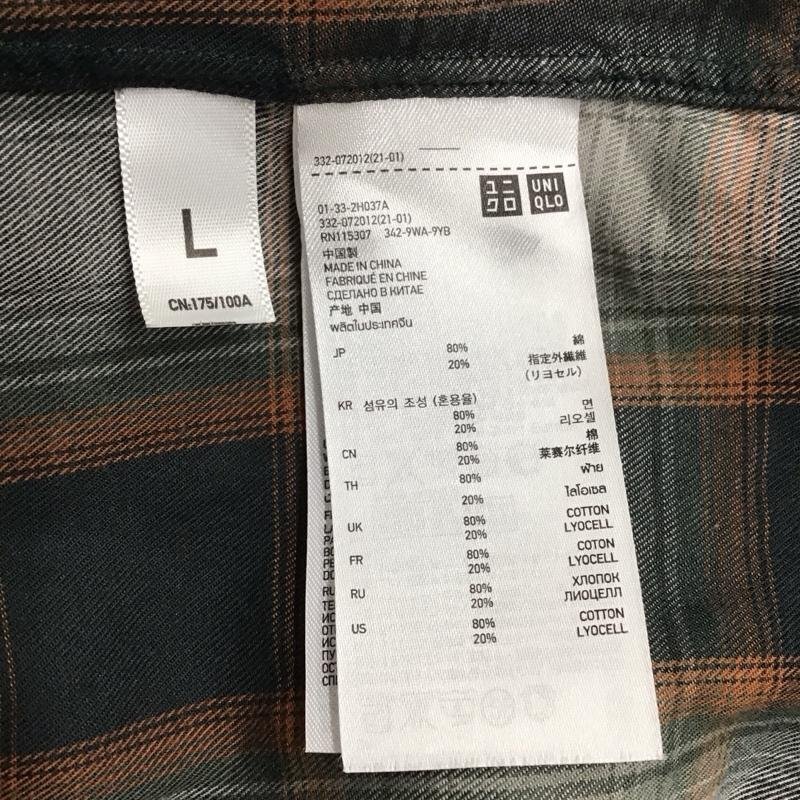 L
CN:175/100A
332-072012(21-01)
ユニ
クロ
UNI
QLO
01-33-2H037A
332-072012(21-01)
RN115307 342-9WA-9YB
中国製
MADE IN CHINA
FABRIQUÉ EN CHINE
СДЕЛАНО В КИТАЕ
产地 中国
ผลิตในประเทศจีน
JP 80% 綿
20% 指定外繊維
(リヨセル)
KR 섬유의 조성 (혼용율)
80% 면
20% 리오셀
CN 80% 棉
20% 莱赛尔纤维
TH 80% ฝ้าย
20% ไลโอเซล
UK 80% COTTON
20% LYOCELL
FR 80% COTON
20% LYOCELL
RU 80% ХЛОПОК
20% ЛИОЦЕЛЛ
US 80% COTTON
20% LYOCELL